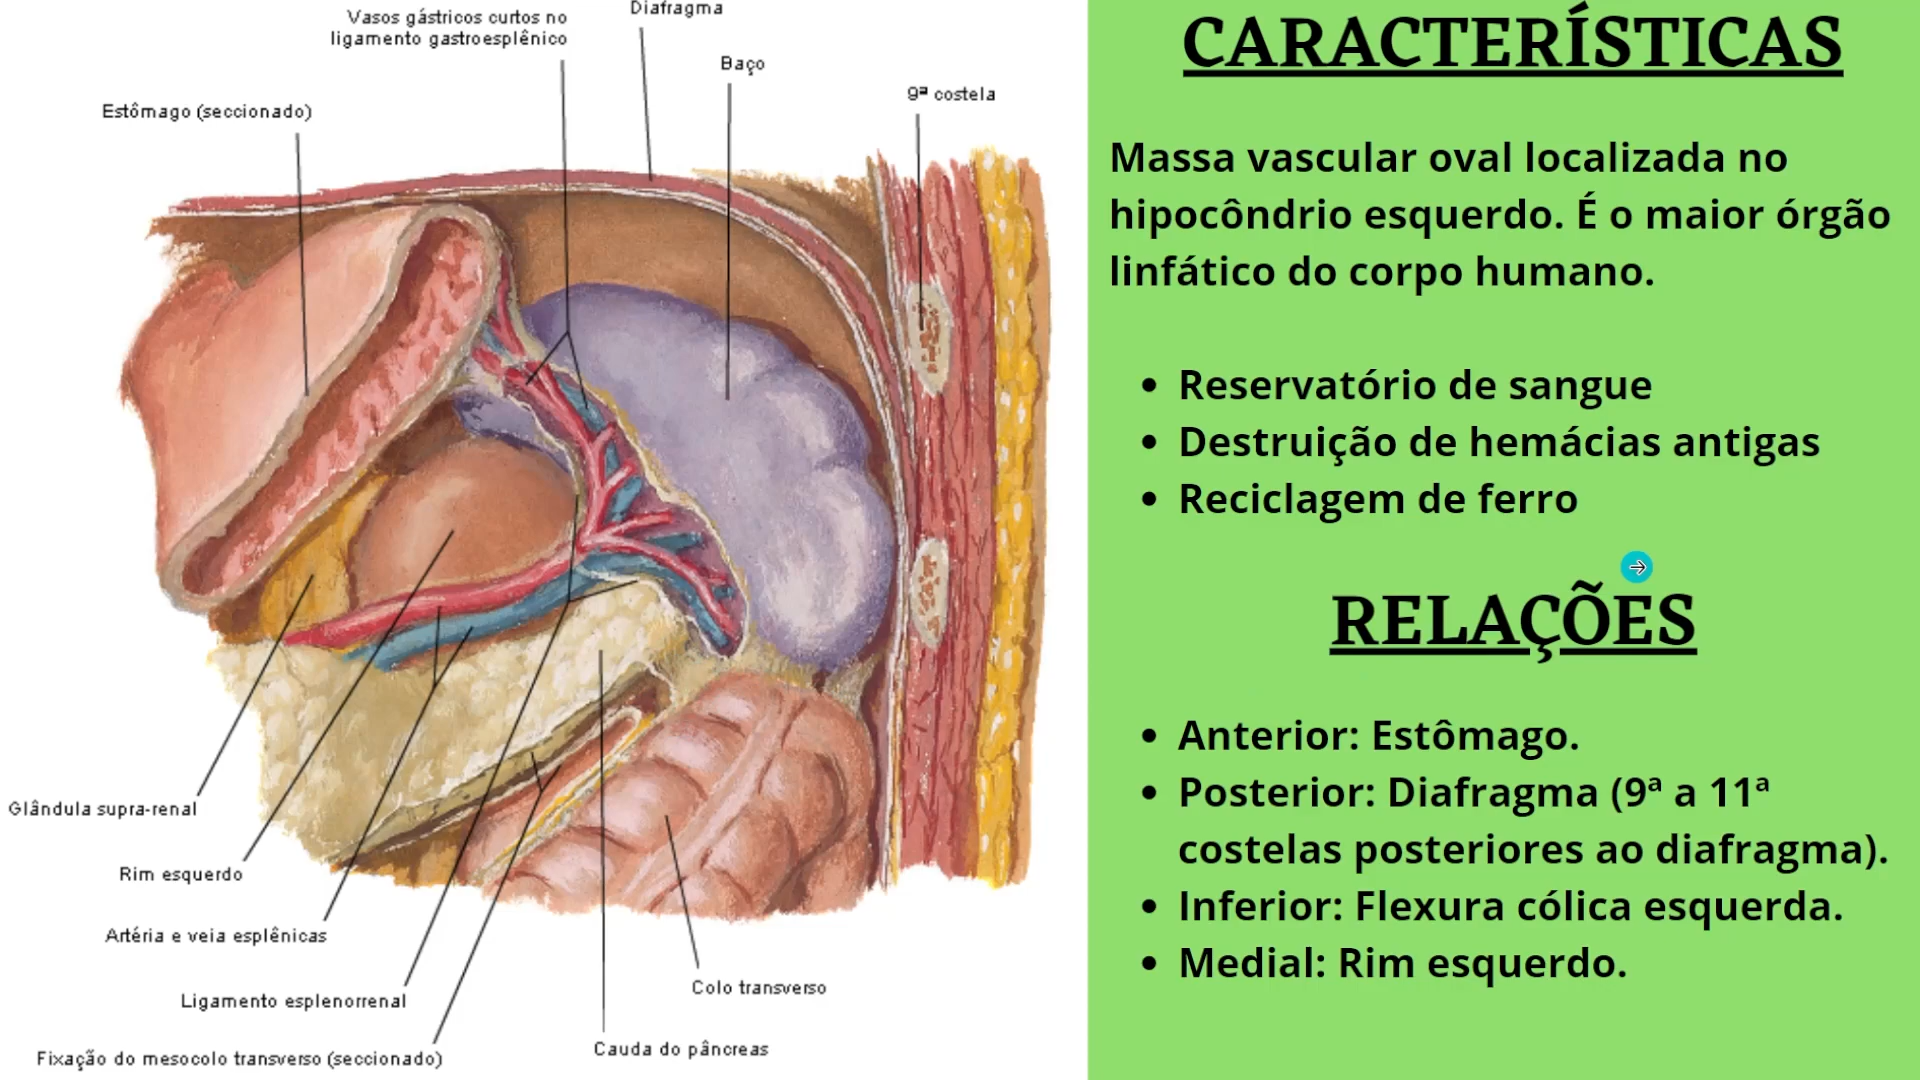 Vasos gástricos curtos no
ligamento gastroesplênico
Diafragma
Baço
9ª costela
Estômago (seccionado)
Glândula supra-renal
Rim esquerdo
Artéria e veia esplênicas
Ligamento esplenorrenal
Fixação do mesocolo transverso (seccionado)
Colo transverso
Cauda do pâncreas
CARACTERÍSTICAS
Massa vascular oval localizada no
hipocôndrio esquerdo. É o maior órgão
linfático do corpo humano.
• Reservatório de sangue
• Destruição de hemácias antigas
• Reciclagem de ferro
RELAÇÕES
• Anterior: Estômago.
• Posterior: Diafragma (9ª a 11ª
costelas posteriores ao diafragma).
• Inferior: Flexura cólica esquerda.
• Medial: Rim esquerdo.